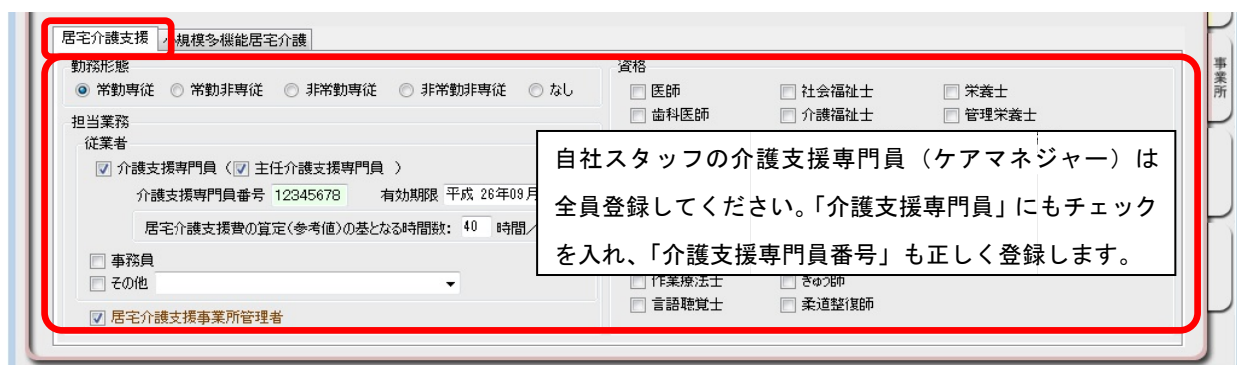 居宅介護支援 小規模多機能居宅介護
勤務形態
常勤専従 常勤非専従 非常勤専従 非常勤非専従 なし
担当業務
従業者
介護支援専門員 ( 主任介護支援専門員 )
介護支援専門員番号 12345678 有効期限 平成 26年09月
居宅介護支援費の算定(参考値)の基となる時間数: 40 時間/
事務員
その他
居宅介護支援事業所管理者
資格
医師 社会福祉士 栄養士
歯科医師 介護福祉士 管理栄養士
自社スタッフの介護支援専門員(ケアマネジャー)は
全員登録してください。「介護支援専門員」にもチェック
を入れ、「介護支援専門員番号」も正しく登録します。
作業療法士 きゅう師
言語聴覚士 柔道整復師
事業所